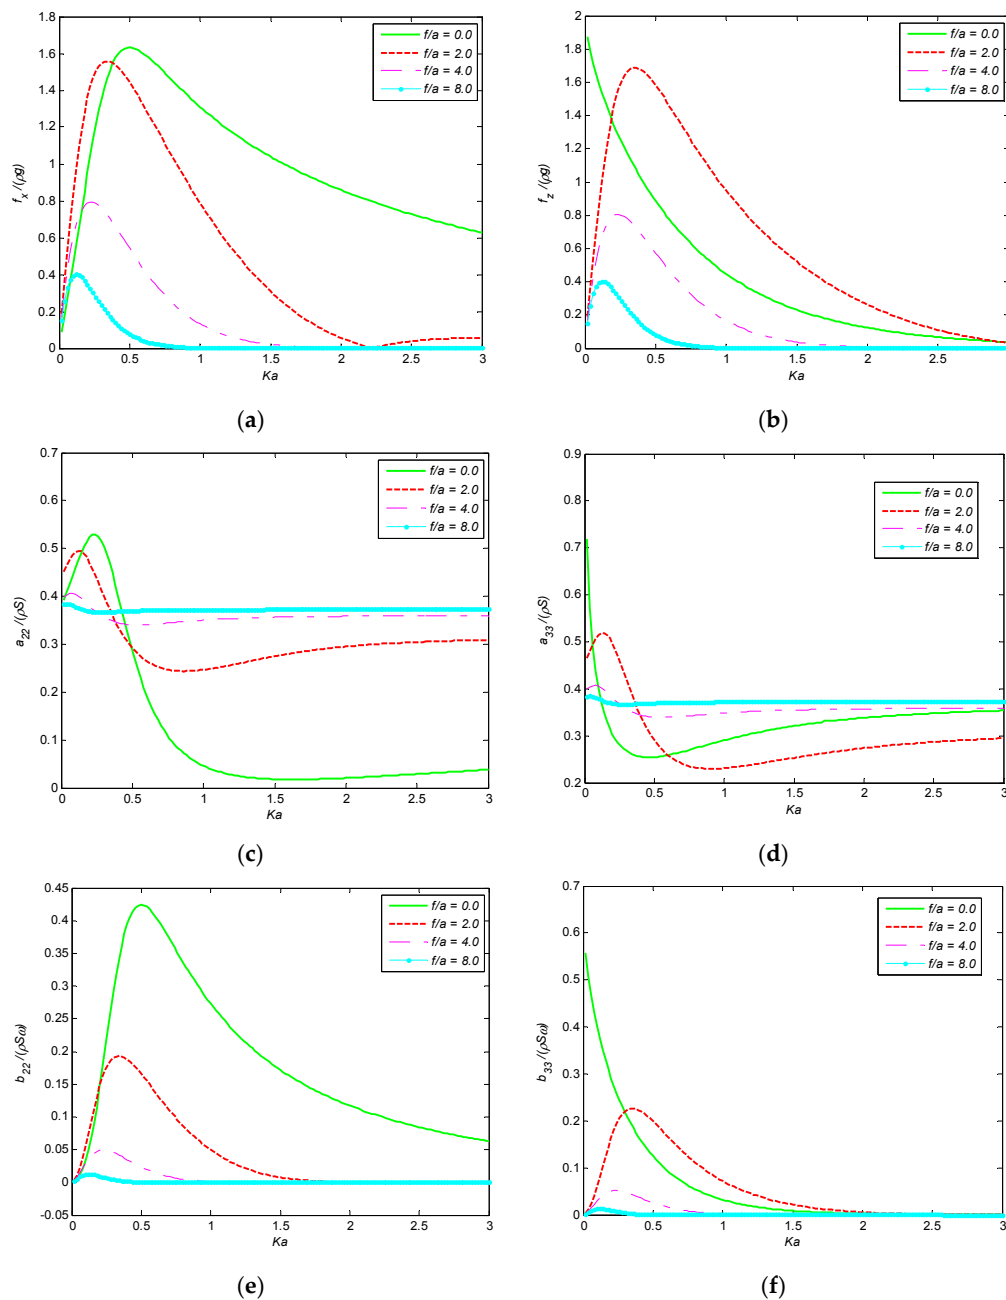 f/a = 0.0
f/a = 2.0
f/a = 4.0
f/a = 8.0
1.8
1.6
1.4
1.2
1
0.8
0.6
0.4
0.2
0
f_x/(ρg)
0 0.5 1 1.5 2 2.5 3
Ka
(a)
f/a = 0.0
f/a = 2.0
f/a = 4.0
f/a = 8.0
2
1.8
1.6
1.4
1.2
1
0.8
0.6
0.4
0.2
0
f_z/(ρg)
0 0.5 1 1.5 2 2.5
Ka
(b)
f/a = 0.0
f/a = 2.0
f/a = 4.0
f/a = 8.0
0.7
0.6
0.5
0.4
0.3
0.2
0.1
0
a_22/(ρS)
0 0.5 1 1.5 2 2.5 3
Ka
(c)
f/a = 0.0
f/a = 2.0
f/a = 4.0
f/a = 8.0
0.9
0.8
0.7
0.6
0.5
0.4
0.3
0.2
a_33/(ρS)
0 0.5 1 1.5 2 2.5 3
Ka
(d)
f/a = 0.0
f/a = 2.0
f/a = 4.0
f/a = 8.0
0.45
0.4
0.35
0.3
0.25
0.2
0.15
0.1
0.05
0
-0.05
b_22/(ρSω)
0 0.5 1 1.5 2 2.5 3
Ka
(e)
f/a = 0.0
f/a = 2.0
f/a = 4.0
f/a = 8.0
0.7
0.6
0.5
0.4
0.3
0.2
0.1
0
b_33/(ρSω)
0 0.5 1 1.5 2 2.5 3
Ka
(f)